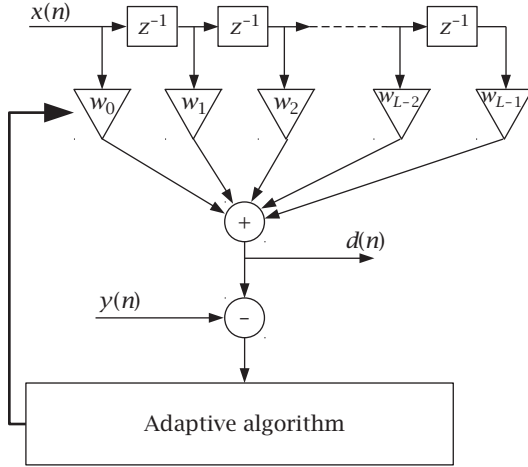 x(n) z⁻¹ z⁻¹ z⁻¹
w₀ w₁ w₂ w_{L-2} w_{L-1}
+
d(n)
y(n)
-
Adaptive algorithm